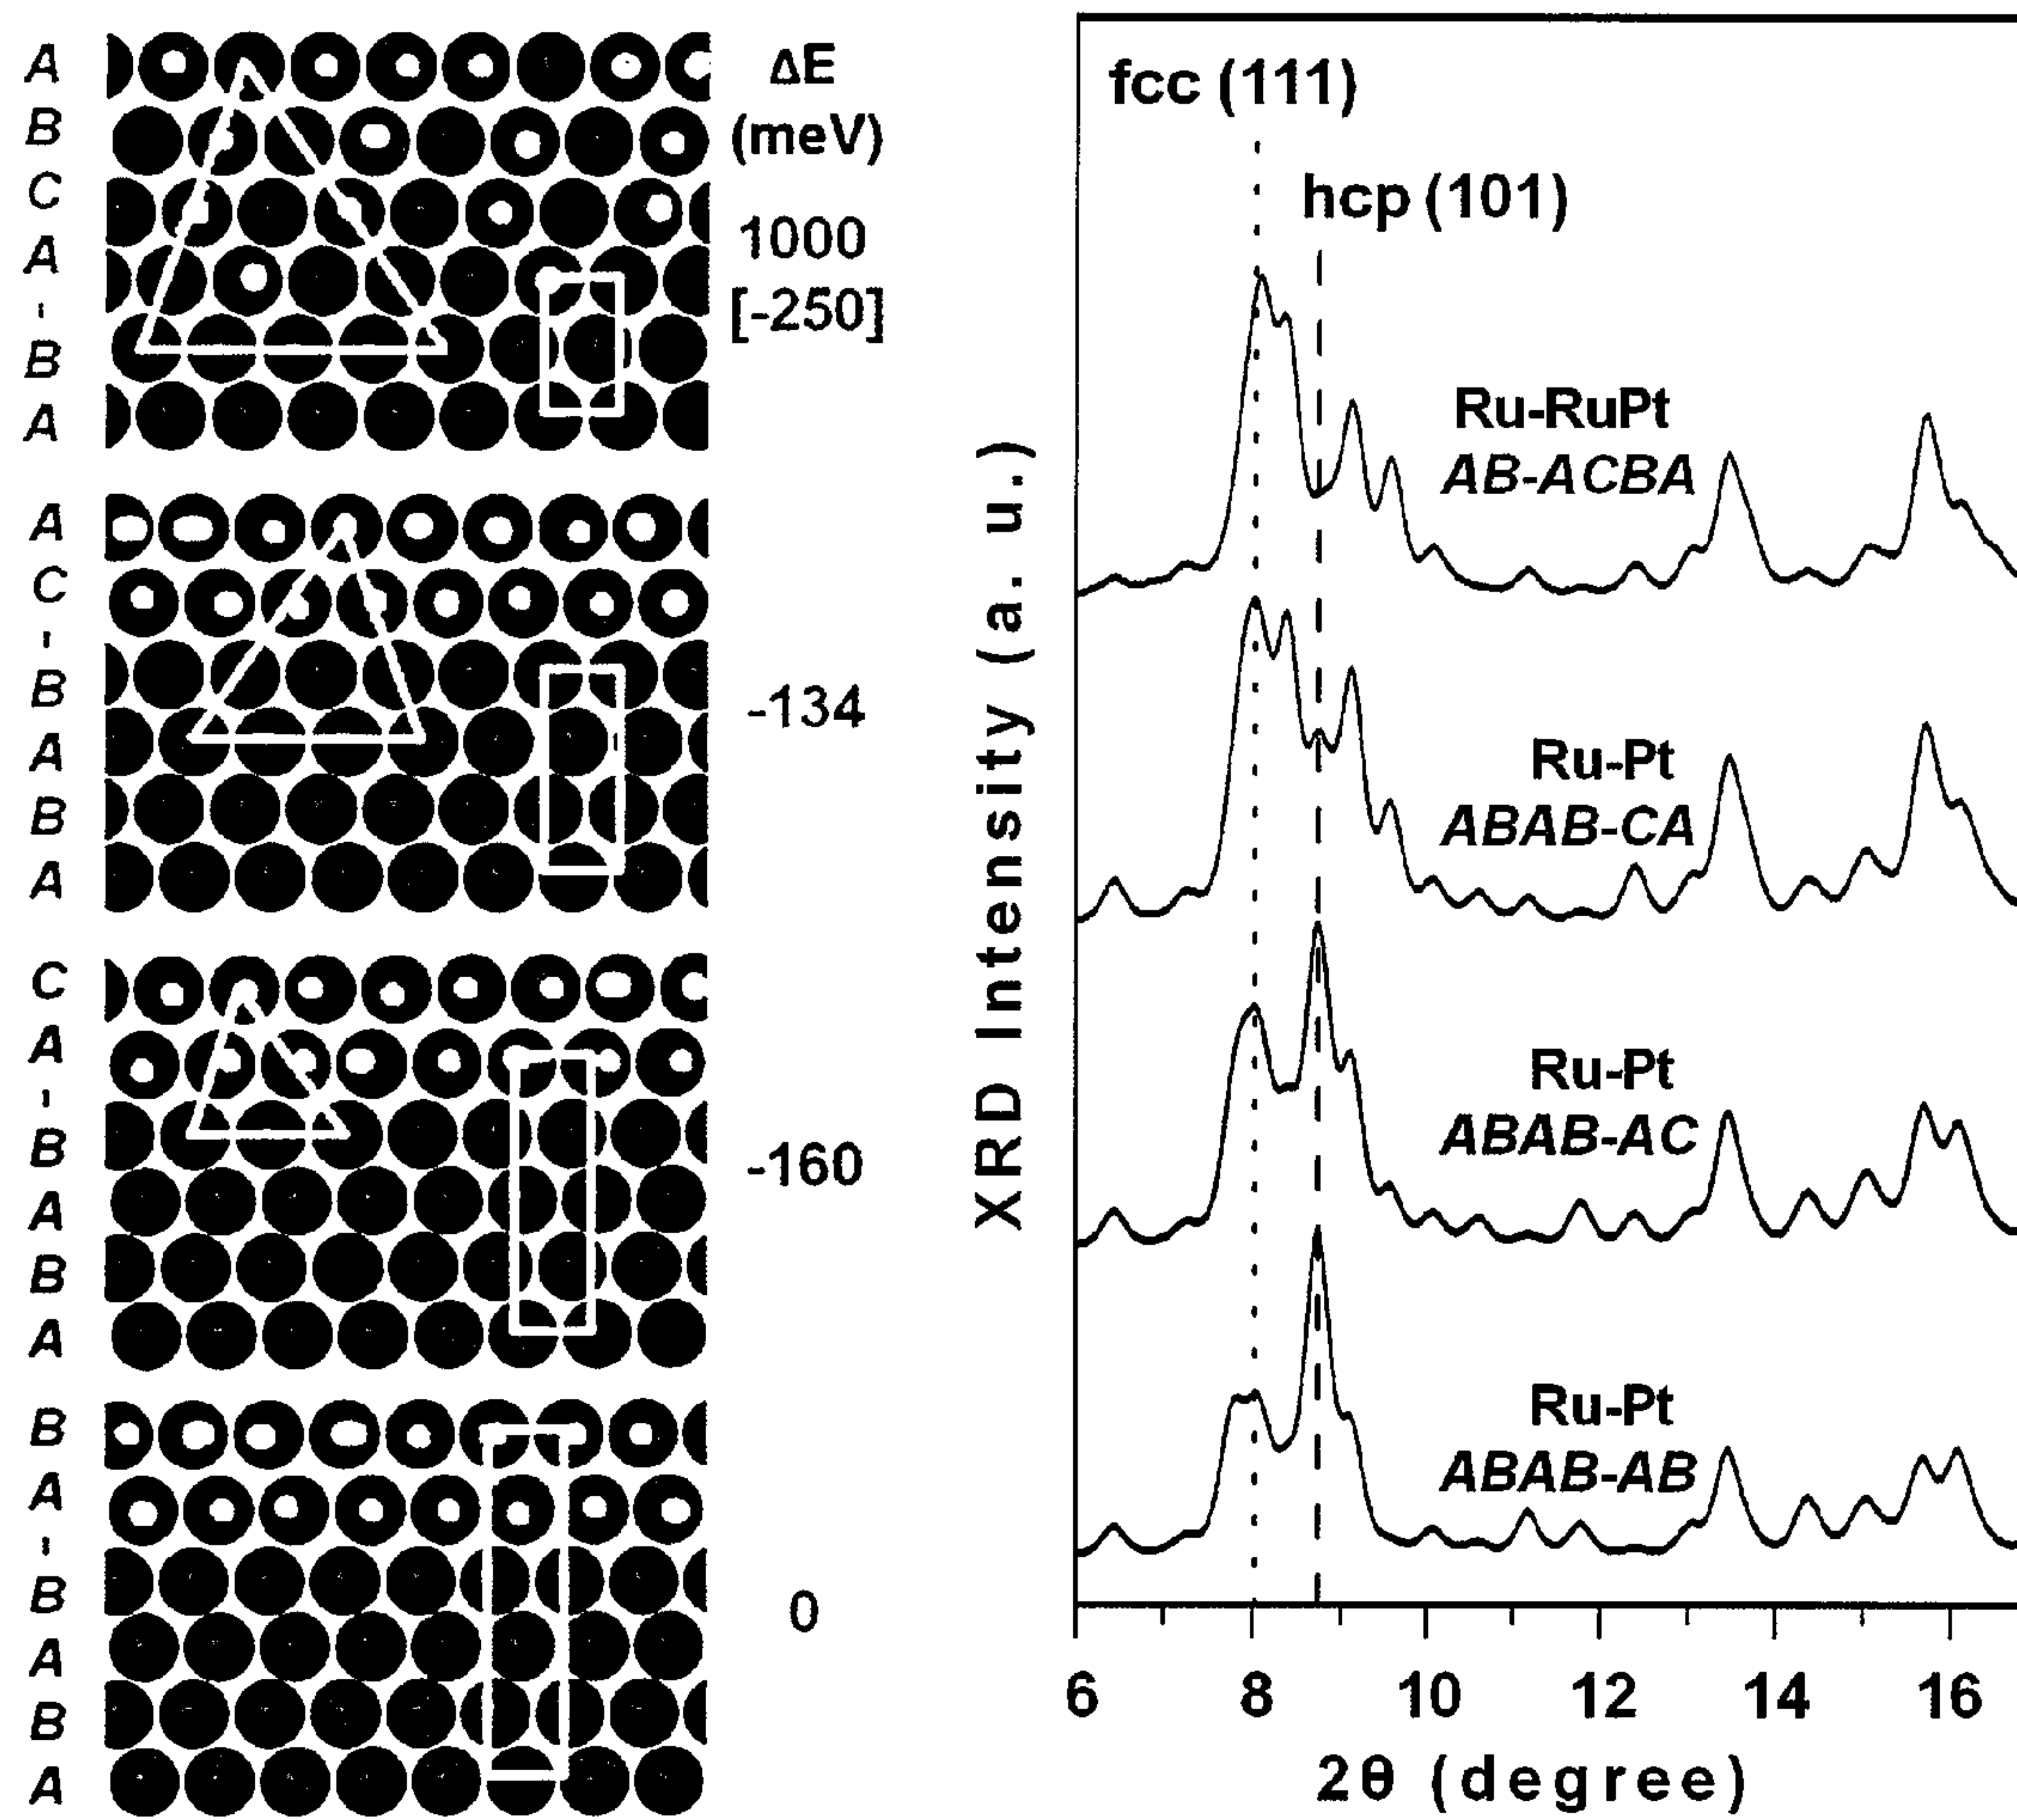 A
B
C
A
-
B
A
ΔE
(meV)
1000
[-250]
A
C
-
B
A
B
A
-134
C
A
-
B
A
B
A
-160
B
A
-
B
A
B
A
0
fcc (111)
hcp (101)
Ru-RuPt
AB-ACBA
Ru-Pt
ABAB-CA
Ru-Pt
ABAB-AC
Ru-Pt
ABAB-AB
XRD Intensity (a. u.)
6 8 10 12 14 16
2θ (degree)